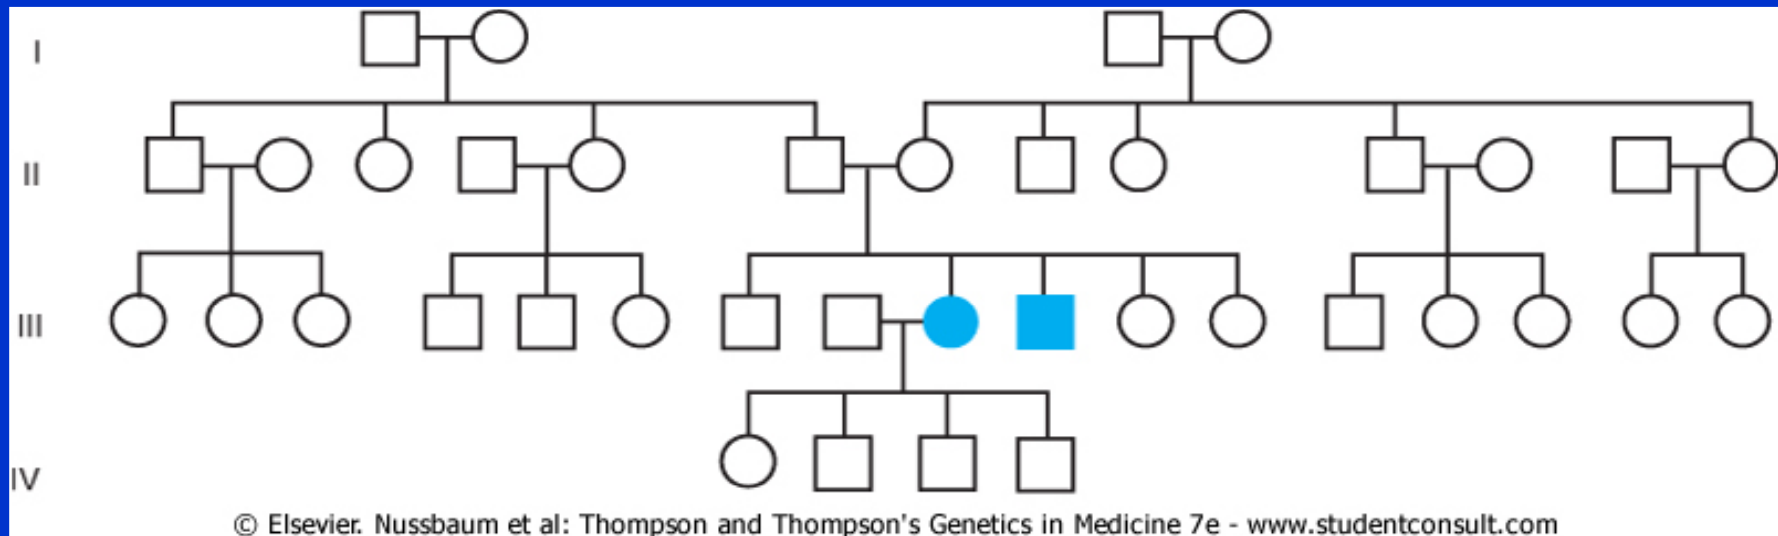 I
II
III
IV
© Elsevier. Nussbaum et al: Thompson and Thompson's Genetics in Medicine 7e - www.studentconsult.com